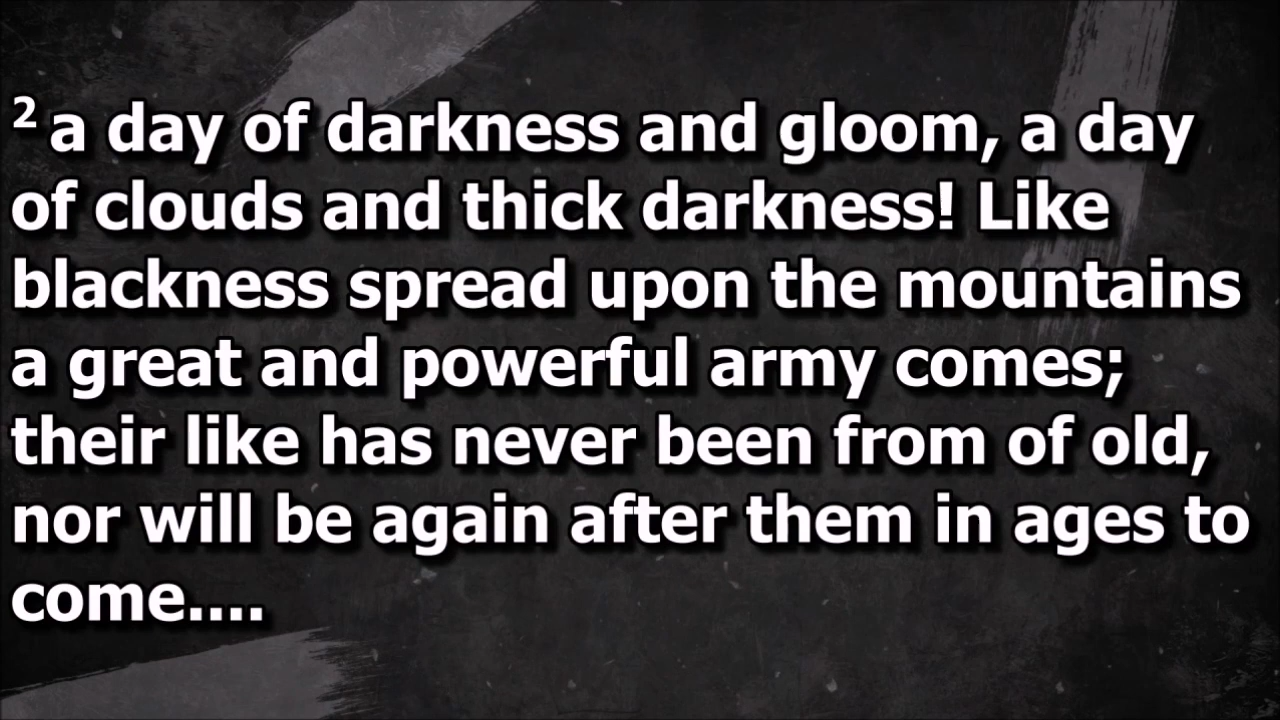 2 a day of darkness and gloom, a day
of clouds and thick darkness! Like
blackness spread upon the mountains
a great and powerful army comes;
their like has never been from of old,
nor will be again after them in ages to
come....